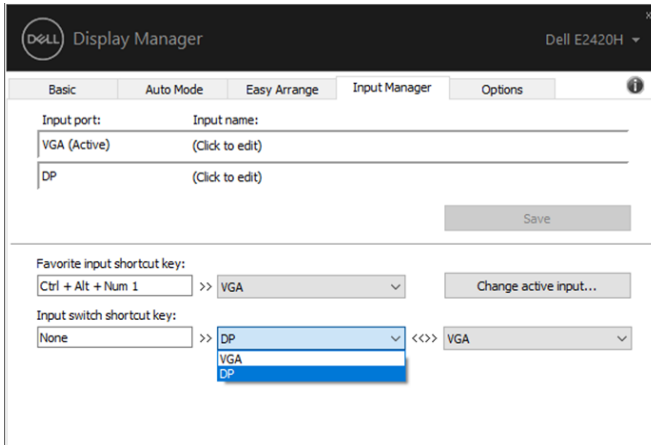 x
DELL Display Manager Dell E2420H
Basic Auto Mode Easy Arrange Input Manager Options i
Input port: Input name:
VGA (Active) (Click to edit)
DP (Click to edit)
Save
Favorite input shortcut key:
Ctrl + Alt + Num 1 >> VGA Change active input...
Input switch shortcut key:
None >> DP <<>> VGA
VGA
DP